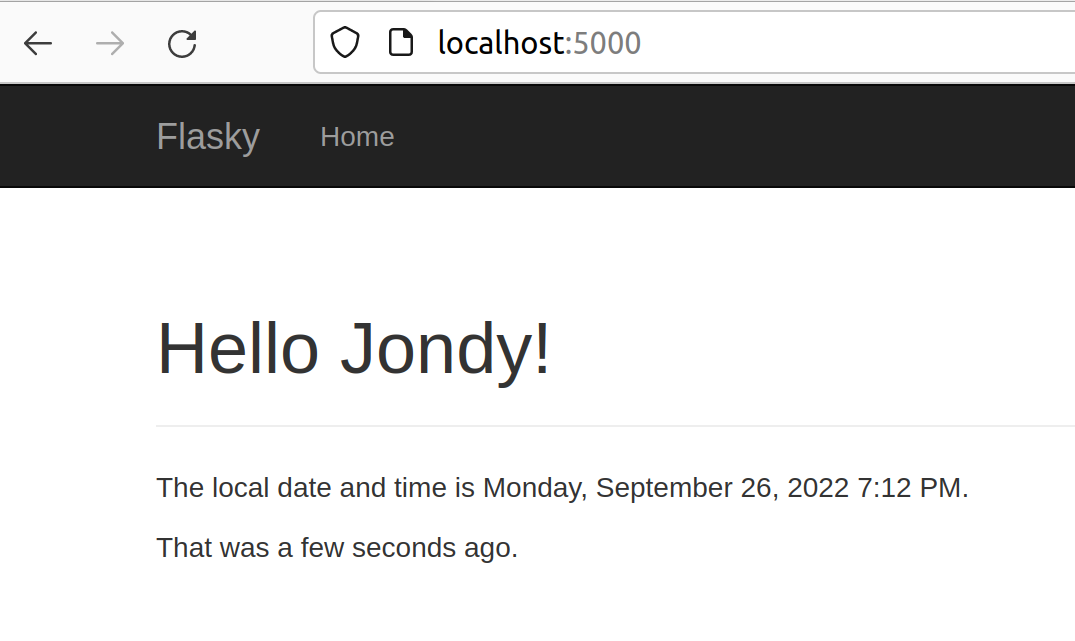 localhost:5000
Flasky Home
Hello Jondy!
The local date and time is Monday, September 26, 2022 7:12 PM.
That was a few seconds ago.